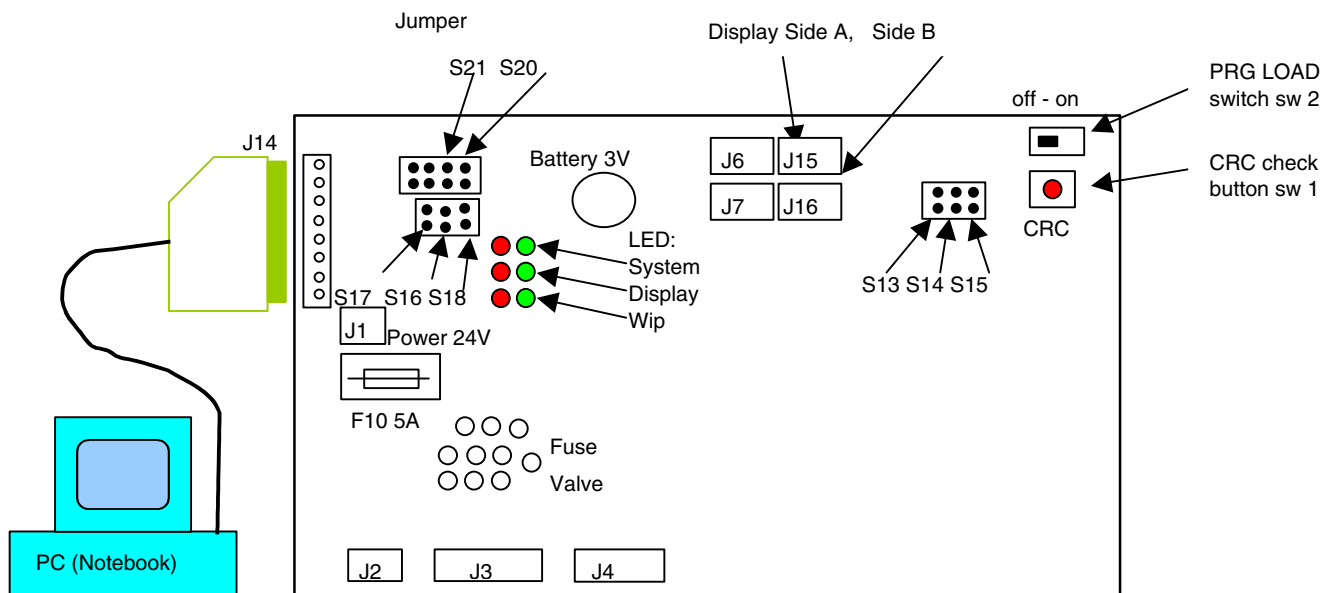 Jumper
Display Side A, Side B
S21 S20
PRG LOAD
switch sw 2
off - on
J14
Battery 3V
J6
J15
CRC check
button sw 1
J7
J16
CRC
LED:
System
Display
Wip
S17 S16 S18
S13 S14 S15
J1
Power 24V
F10 5A
Fuse
Valve
PC (Notebook)
J2
J3
J4